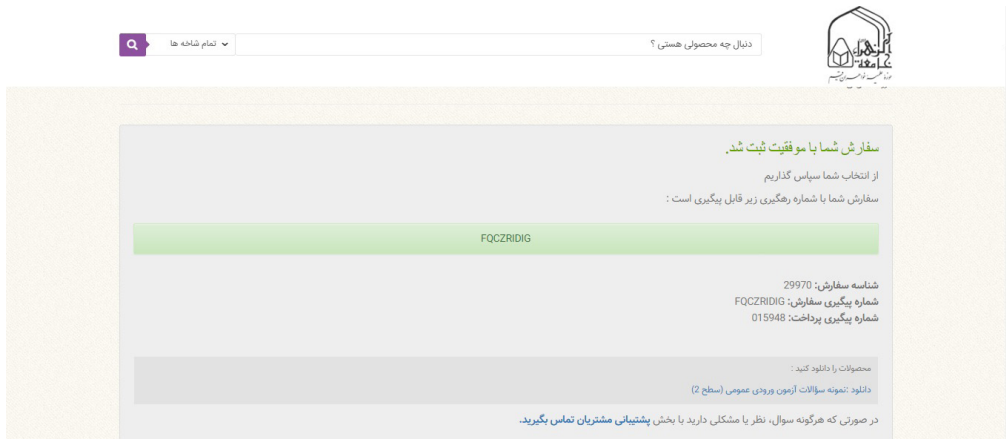 جامعة الزهراء
دنبال چه محصولی هستی ؟
تمام شاخه ها
سفارش شما با موفقیت ثبت شد.
از انتخاب شما سپاس گذاریم
سفارش شما با شماره رهگیری زیر قابل پیگیری است :
FQCZRIDIG
شناسه سفارش: 29970
شماره پیگیری سفارش: FQCZRIDIG
شماره پیگیری پرداخت: 015948
محصولات را دانلود کنید :
دانلود :نمونه سؤالات آزمون ورودی عمومی (سطح 2)
در صورتی که هرگونه سوال، نظر یا مشکلی دارید با بخش پشتیبانی مشتریان تماس بگیرید.